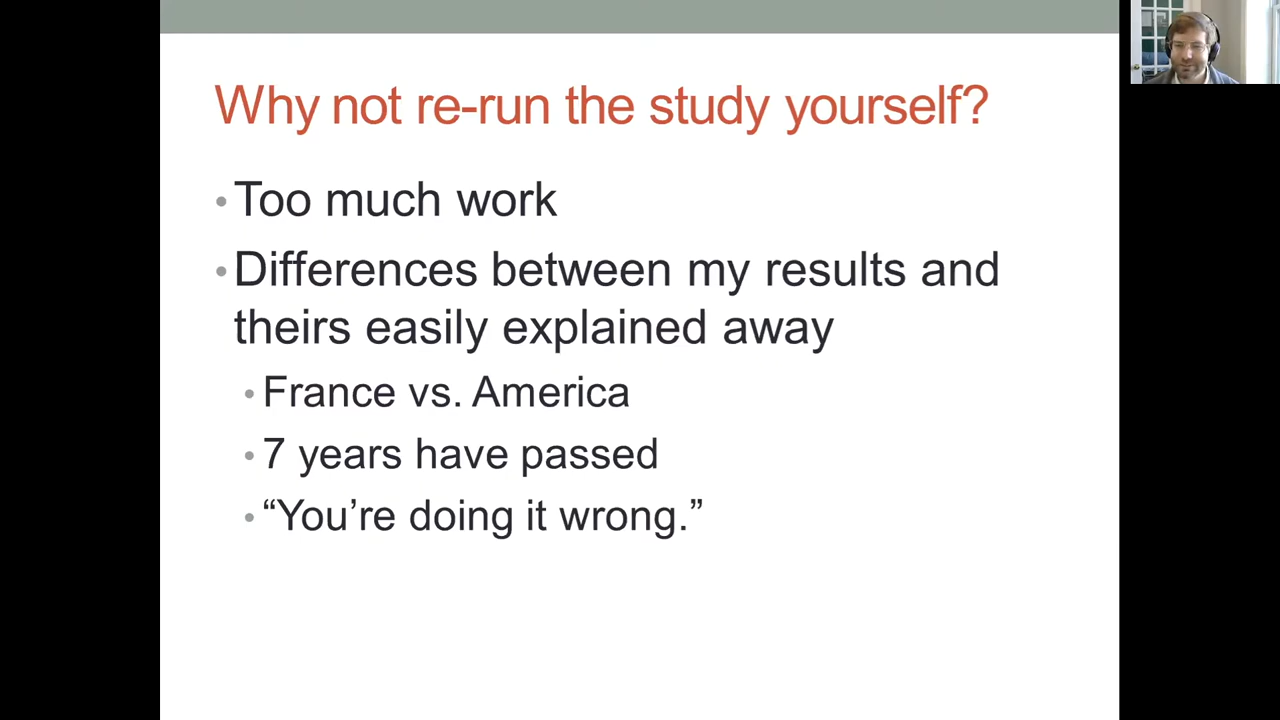 Why not re-run the study yourself?
• Too much work
• Differences between my results and
theirs easily explained away
• France vs. America
• 7 years have passed
• “You’re doing it wrong.”